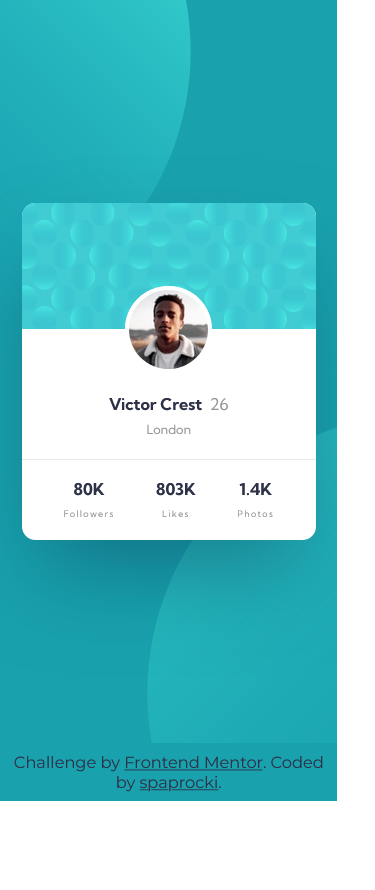 Victor Crest 26
London
80K 803K 1.4K
Followers Likes Photos
Challenge by Frontend Mentor. Coded
by spaprocki.